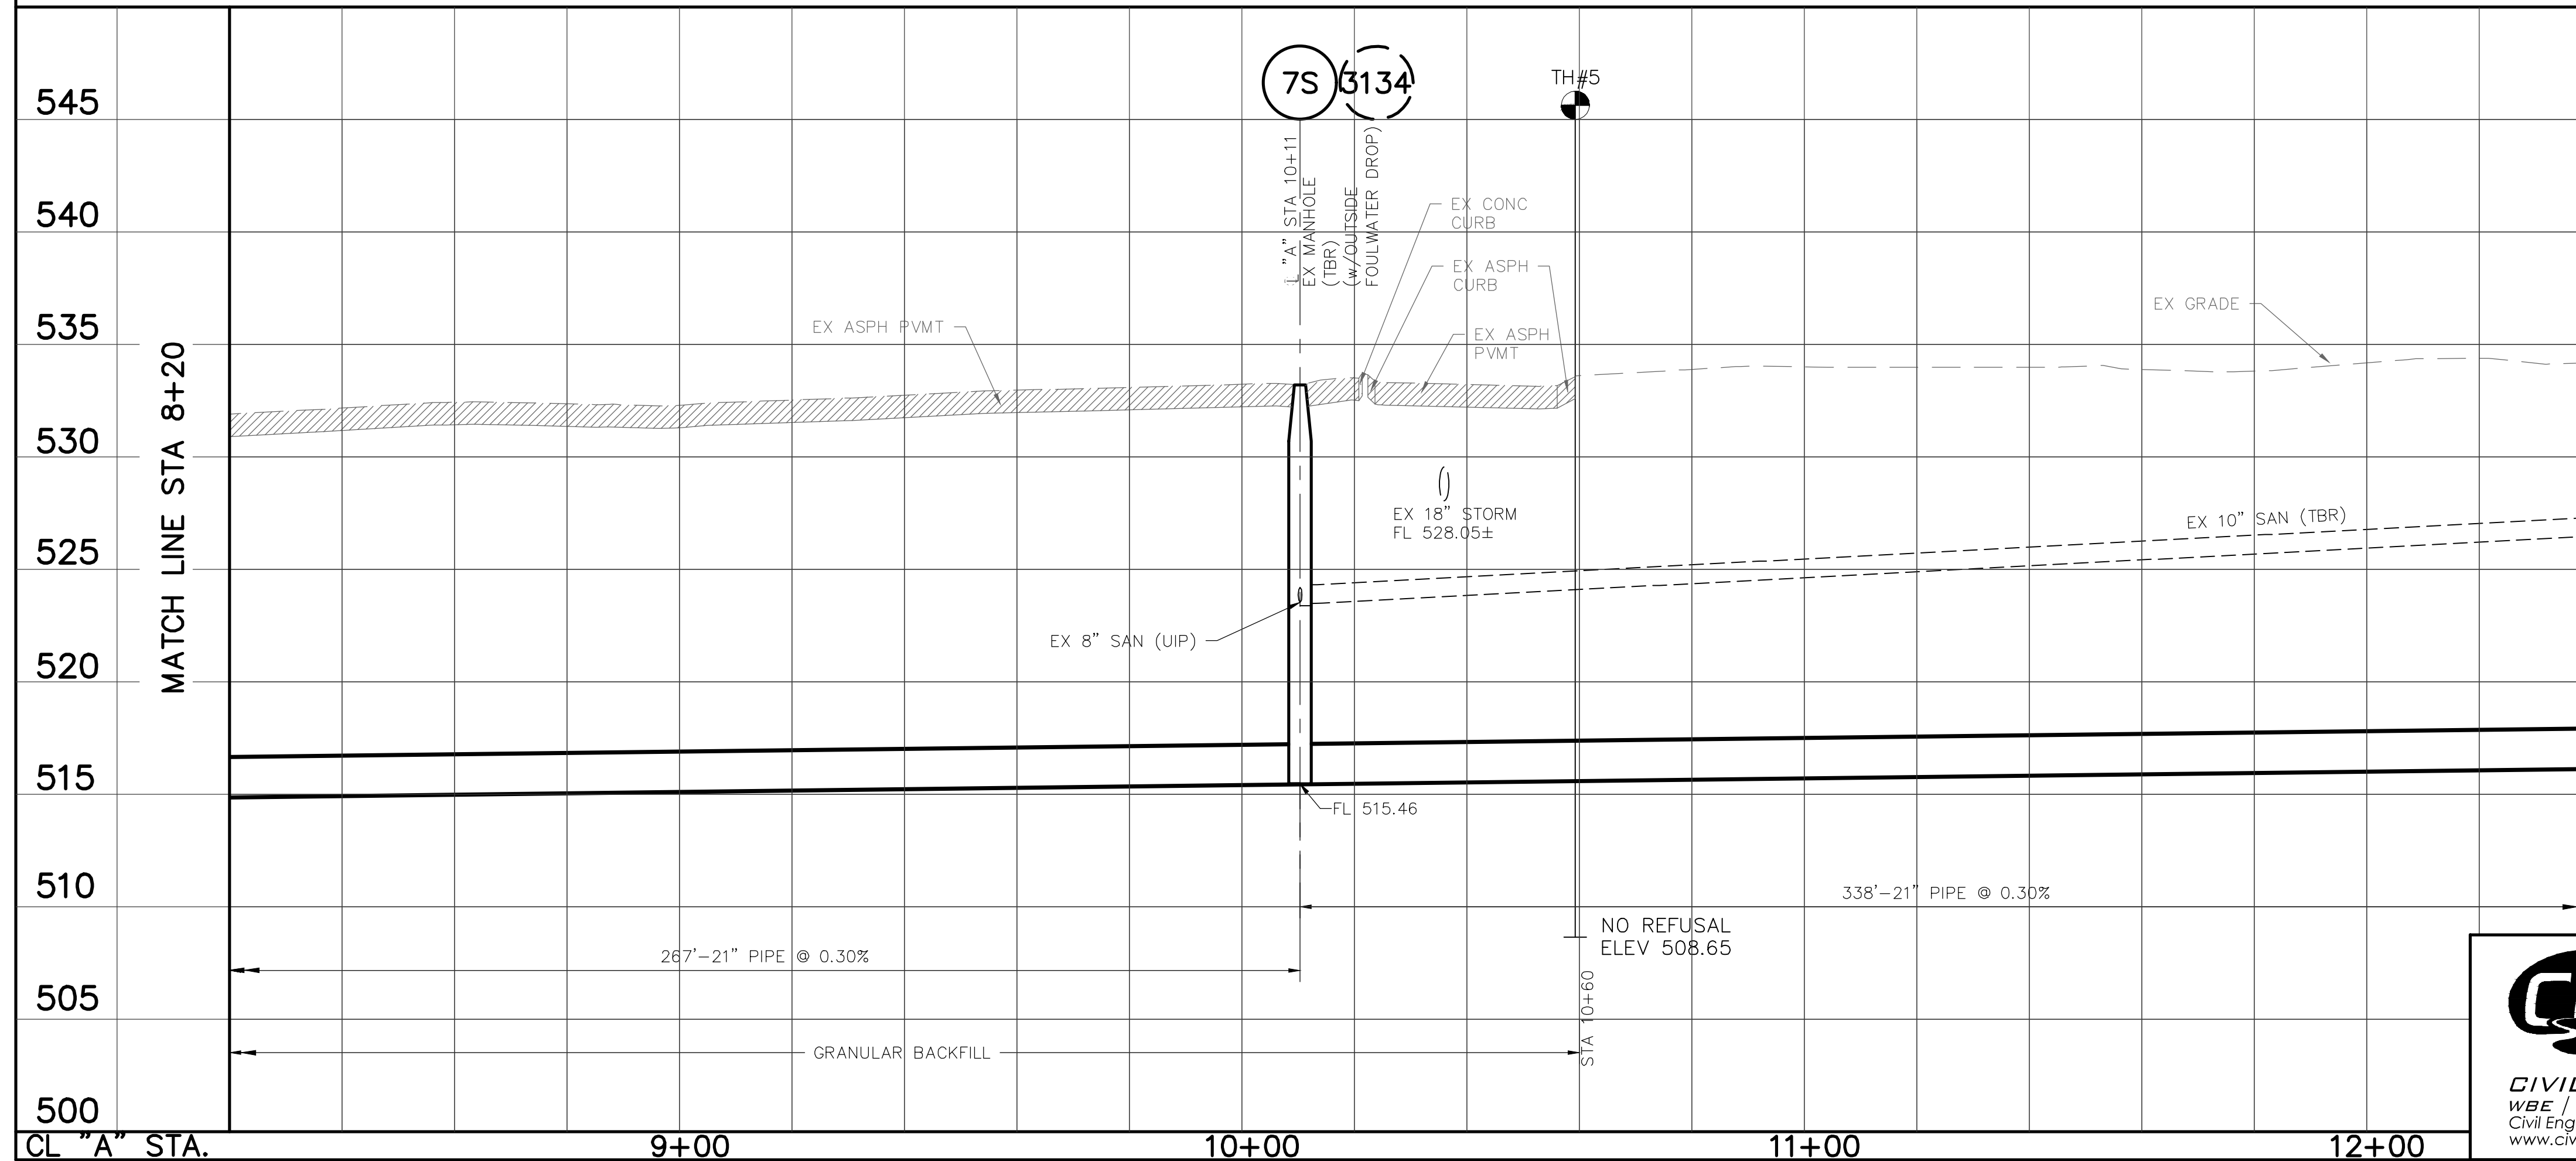 545
540
535
530
525
520
515
510
505
500
MATCH LINE STA 8+20
7S
3134
TH#5
"A" STA 10+11
EX MANHOLE
(TBR)
(w/OUTSIDE
FOULWATER DROP)
EX CONC
CURB
EX ASPH
CURB
EX ASPH
PVMT
EX ASPH PVMT
EX GRADE
EX 18" STORM
FL 528.05±
EX 10" SAN (TBR)
EX 8" SAN (UIP)
FL 515.46
338'-21" PIPE @ 0.30%
NO REFUSAL
ELEV 508.65
267'-21" PIPE @ 0.30%
STA 10+60
GRANULAR BACKFILL
CL "A" STA.
9+00
10+00
11+00
12+00
WBE /
Civil Eng
www.civ